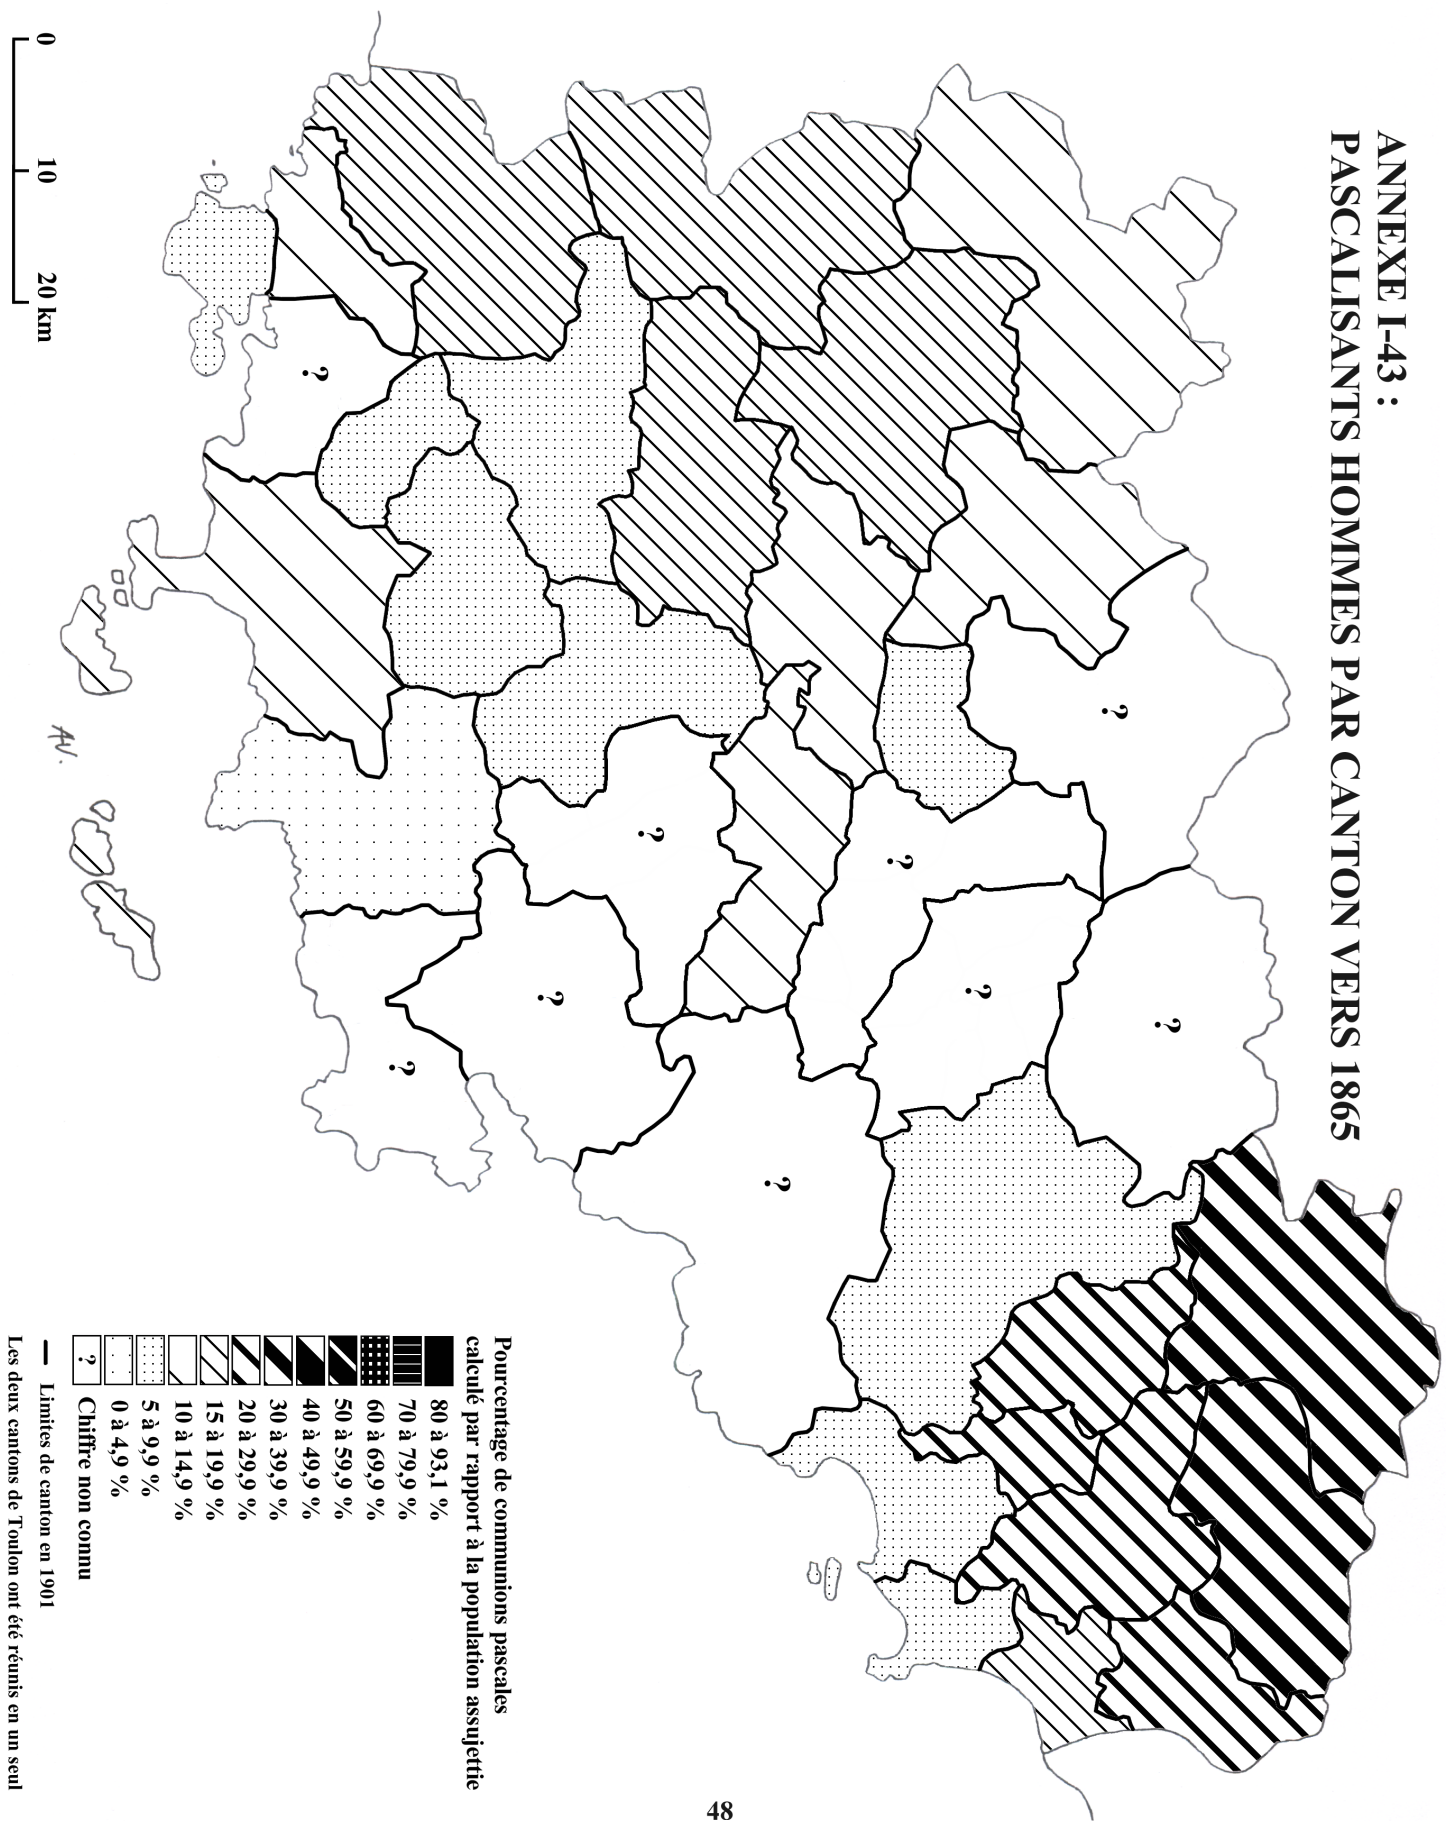 ANNEXE I-43 :
PASCALISANTS HOMMES PAR CANTON VERS 1865
?
?
?
?
?
?
?
?
?
Pourcentage de communions pascales
calculé par rapport à la population assujettie
80 à 93,1 %
70 à 79,9 %
60 à 69,9 %
50 à 59,9 %
40 à 49,9 %
30 à 39,9 %
20 à 29,9 %
15 à 19,9 %
10 à 14,9 %
5 à 9,9 %
0 à 4,9 %
? Chiffre non connu
Limites de canton en 1901
Les deux cantons de Toulon ont été réunis en un seul
0 10 20 km
AV.
48